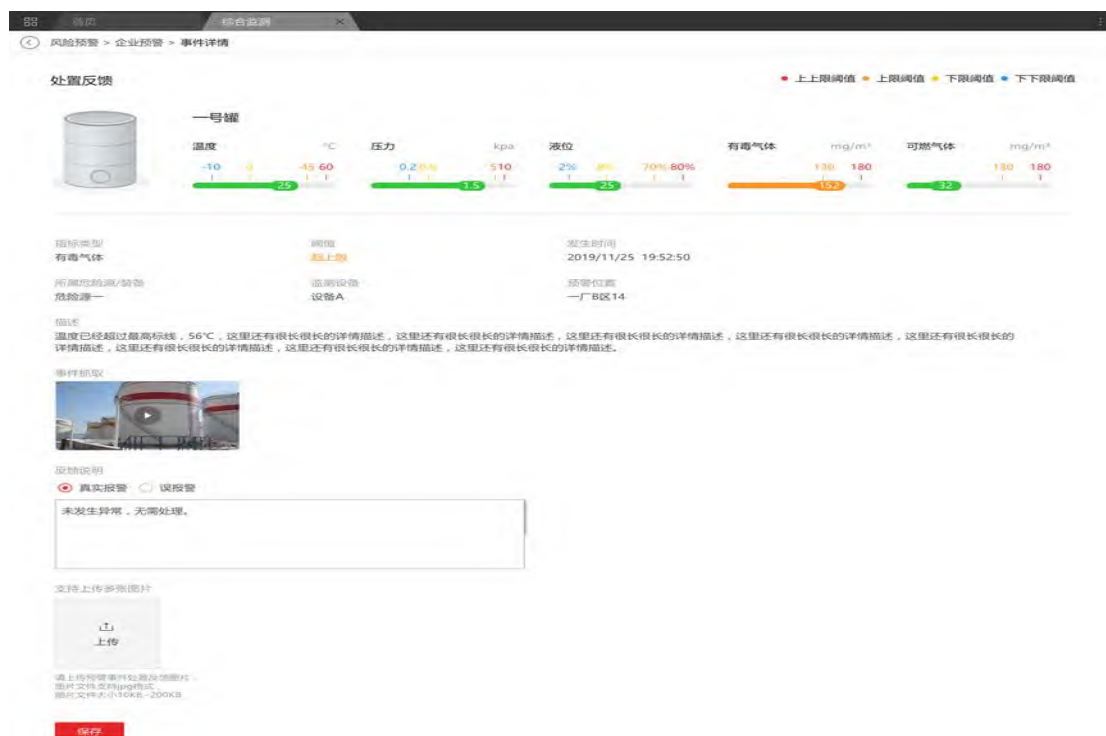 首页 综合监测 ×
风险预警 > 企业预警 > 事件详情
处置反馈
上上限阈值 上限阈值 下限阈值 下下限阈值
一号罐
温度 °C 压力 kpa 液位 有毒气体 mg/m³ 可燃气体 mg/m³
-10 0 45 60 0.2 510 2% 8% 70% 80% 130 180 130 180
25 1.5 25 152 32
指标类型 阈值 发生时间
有毒气体 超上限 2019/11/25 19:52:50
所属危险源/装备 监测设备 预警位置
危险源一 设备A 一厂B区14
描述
温度已经超过最高标线，56℃，这里还有很长很长的详情描述，这里还有很长很长的详情描述，这里还有很长很长的详情描述，这里还有很长很长的详情描述，这里还有很长很长的
详情描述，这里还有很长很长的详情描述，这里还有很长很长的详情描述，这里还有很长很长的详情描述。
事件抓取
反馈说明
真实报警 误报警
未发生异常，无需处理。
支持上传多张图片
上传
请上传预警事件处置反馈图片，
图片文件支持jpg格式，
图片文件大小10KB~200KB
保存